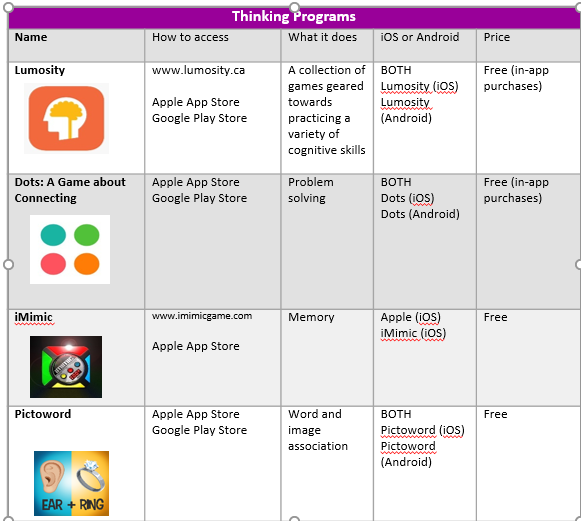 Thinking Programs
Name How to access What it does iOS or Android Price
Lumosity
www.lumosity.ca
Apple App Store
Google Play Store
A collection of
games geared
towards
practicing a
variety of
cognitive skills
BOTH
Lumosity (iOS)
Lumosity
(Android)
Free (in-app
purchases)
Dots: A Game about
Connecting
Apple App Store
Google Play Store
Problem
solving
BOTH
Dots (iOS)
Dots (Android)
Free (in-app
purchases)
iMimic
www.imimicgame.com
Apple App Store
Memory
Apple (iOS)
iMimic (iOS)
Free
Pictoword
EAR + RING
Apple App Store
Google Play Store
Word and
image
association
BOTH
Pictoword (iOS)
Pictoword
(Android)
Free